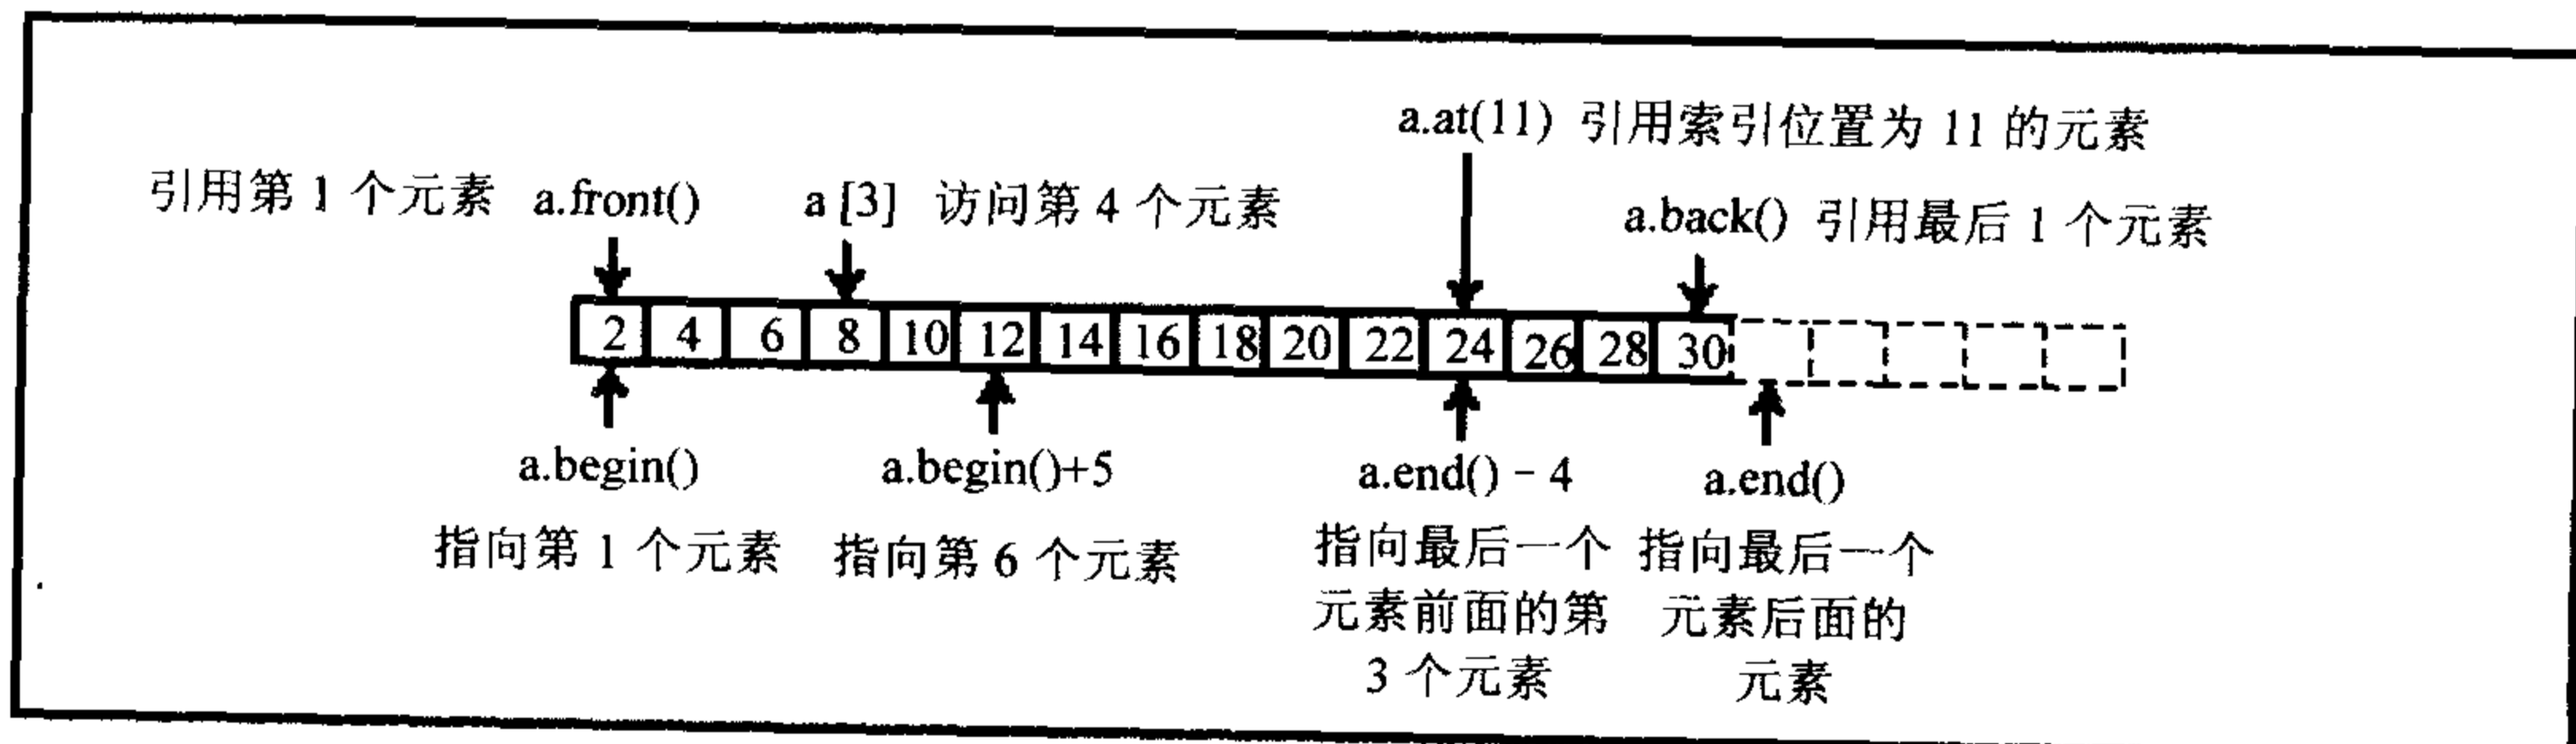 a.at(11) 引用索引位置为 11 的元素
引用第 1 个元素 a.front() a [3] 访问第 4 个元素 a.back() 引用最后 1 个元素
2 4 6 8 10 12 14 16 18 20 22 24 26 28 30
a.begin() a.begin()+5 a.end() - 4 a.end()
指向第 1 个元素 指向第 6 个元素 指向最后一个 指向最后一个
元素前面的第 元素后面的
3 个元素 元素